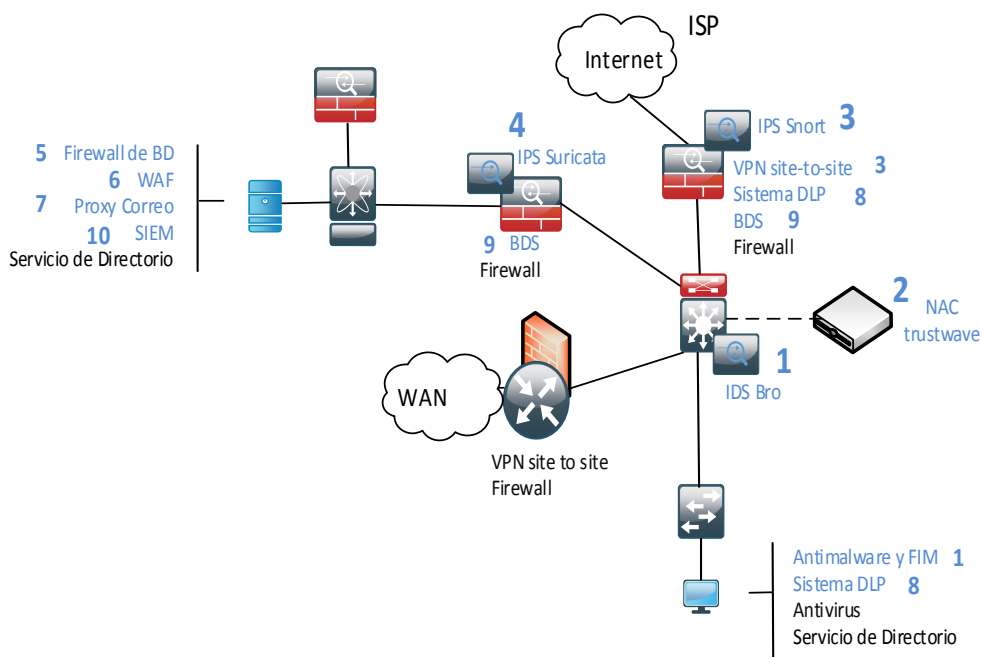 ISP
Internet
IPS Snort 3
VPN site-to-site 3
Sistema DLP 8
BDS 9
Firewall
4
IPS Suricata
9 BDS
Firewall
5 Firewall de BD
6 WAF
7 Proxy Correo
10 SIEM
Servicio de Directorio
2 NAC
trustwave
1
IDS Bro
WAN
VPN site to site
Firewall
Antimalware y FIM 1
Sistema DLP 8
Antivirus
Servicio de Directorio